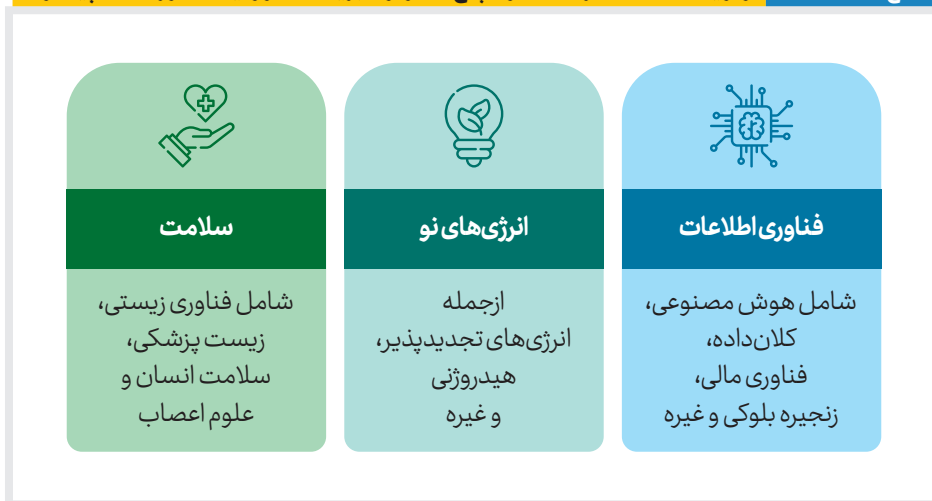 فناوری اطلاعات
شامل هوش مصنوعی،
کلان‌داده،
فناوری مالی،
زنجیره بلوکی و غیره
انرژی‌های نو
ازجمله
انرژی‌های تجدیدپذیر،
هیدروژنی
و غیره
سلامت
شامل فناوری زیستی،
زیست پزشکی،
سلامت انسان و
علوم اعصاب